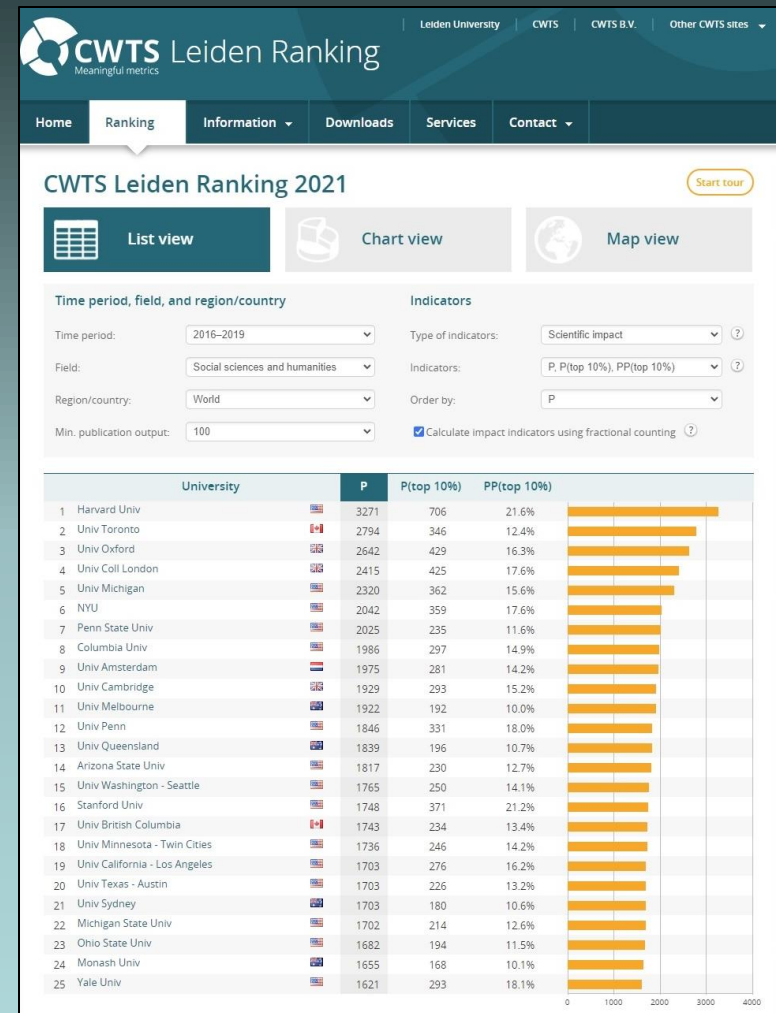 Leiden University | CWTS | CWTS B.V. | Other CWTS sites
CWTS Leiden Ranking
Meaningful metrics
Home Ranking Information Downloads Services Contact
CWTS Leiden Ranking 2021
Start tour
List view Chart view Map view
Time period, field, and region/country Indicators
Time period: 2016–2019 Type of indicators: Scientific impact ?
Field: Social sciences and humanities Indicators: P, P(top 10%), PP(top 10%) ?
Region/country: World Order by: P
Min. publication output: 100 Calculate impact indicators using fractional counting ?
University P P(top 10%) PP(top 10%)
1 Harvard Univ 3271 706 21.6%
2 Univ Toronto 2794 346 12.4%
3 Univ Oxford 2642 429 16.3%
4 Univ Coll London 2415 425 17.6%
5 Univ Michigan 2320 362 15.6%
6 NYU 2042 359 17.6%
7 Penn State Univ 2025 235 11.6%
8 Columbia Univ 1986 297 14.9%
9 Univ Amsterdam 1975 281 14.2%
10 Univ Cambridge 1929 293 15.2%
11 Univ Melbourne 1922 192 10.0%
12 Univ Penn 1846 331 18.0%
13 Univ Queensland 1839 196 10.7%
14 Arizona State Univ 1817 230 12.7%
15 Univ Washington - Seattle 1765 250 14.1%
16 Stanford Univ 1748 371 21.2%
17 Univ British Columbia 1743 234 13.4%
18 Univ Minnesota - Twin Cities 1736 246 14.2%
19 Univ California - Los Angeles 1703 276 16.2%
20 Univ Texas - Austin 1703 226 13.2%
21 Univ Sydney 1703 180 10.6%
22 Michigan State Univ 1702 214 12.6%
23 Ohio State Univ 1682 194 11.5%
24 Monash Univ 1655 168 10.1%
25 Yale Univ 1621 293 18.1%
0 1000 2000 3000 4000